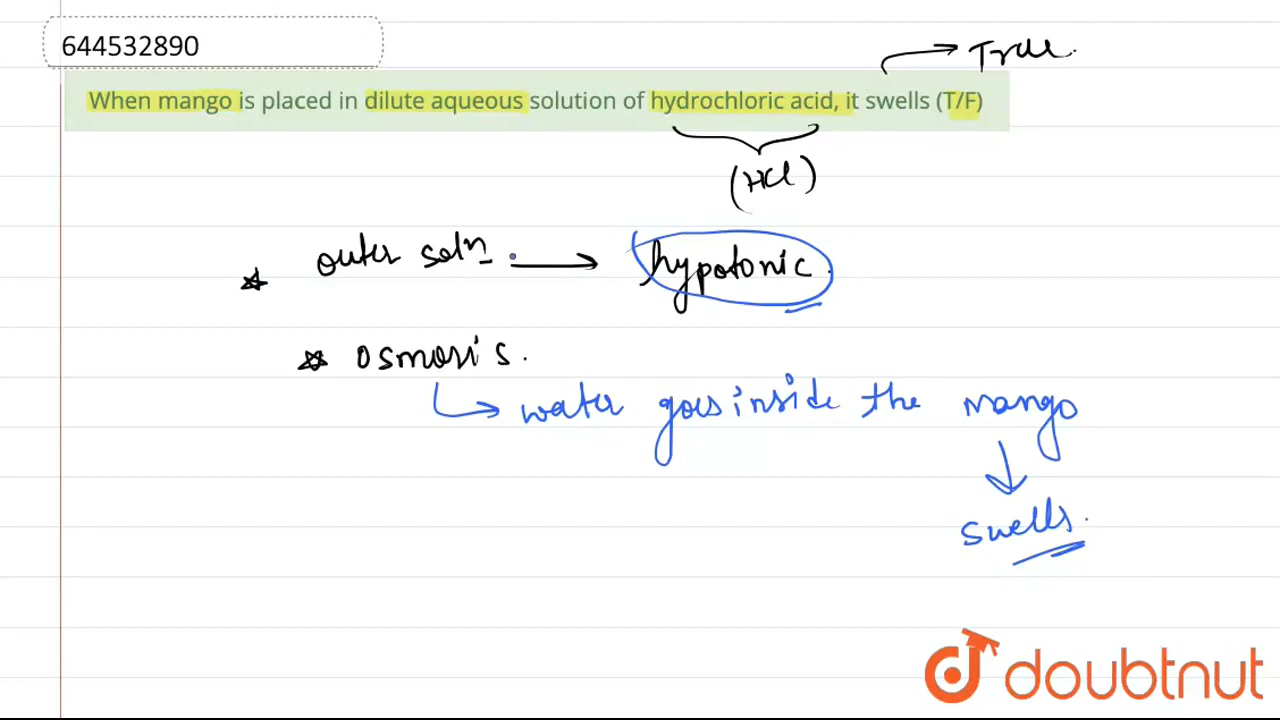 644532890
True.
When mango is placed in dilute aqueous solution of hydrochloric acid, it swells (T/F)
(HCl)
outer soln. → hypotonic.
osmosis.
water goes inside the mango
swells.
doubtnut